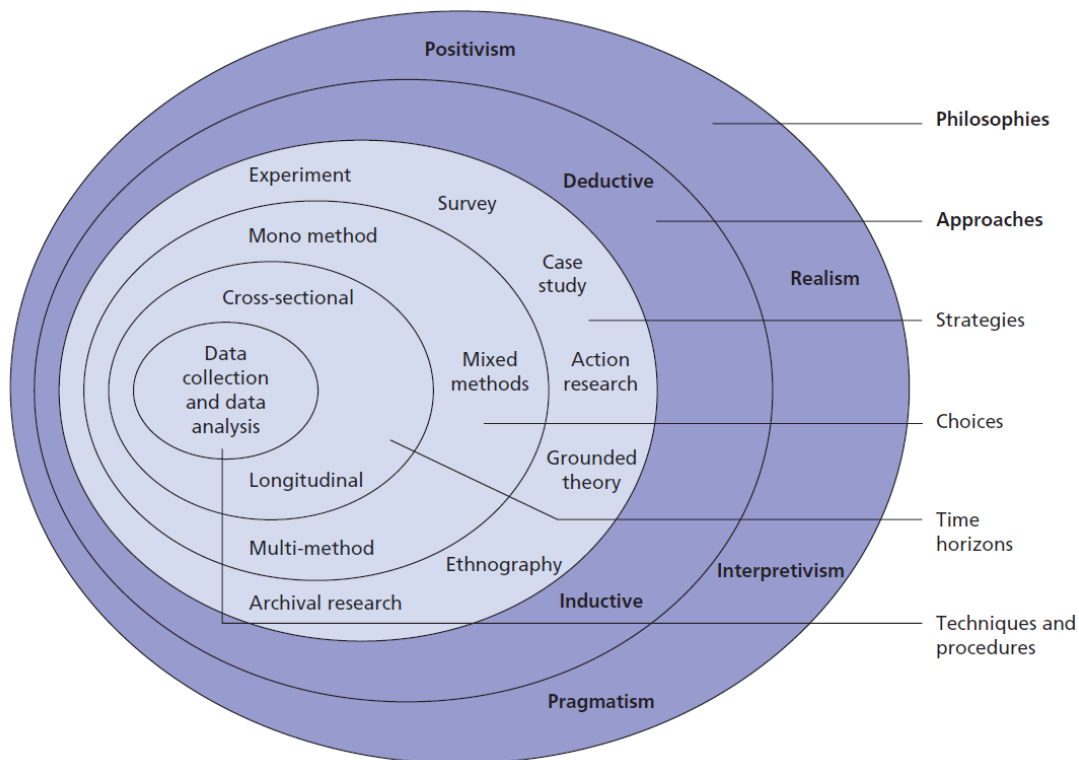 Positivism
Philosophies
Experiment
Deductive
Survey
Approaches
Mono method
Case
study
Realism
Cross-sectional
Strategies
Data
collection
and data
analysis
Mixed
methods
Action
research
Choices
Longitudinal
Grounded
theory
Time
horizons
Multi-method
Ethnography
Interpretivism
Archival research
Inductive
Techniques and
procedures
Pragmatism